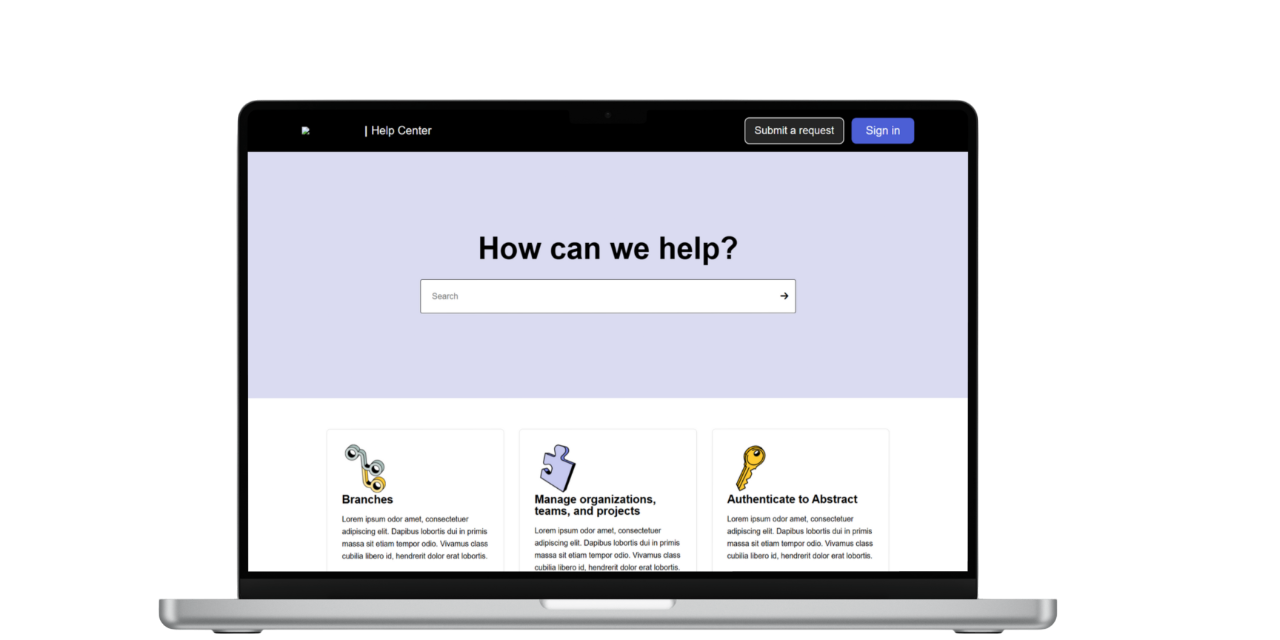 | Help Center
Submit a request
Sign in
How can we help?
Search
Branches
Lorem ipsum odor amet, consectetuer
adipiscing elit. Dapibus lobortis dui in primis
massa sit etiam tempor odio. Vivamus class
cubilia libero id, hendrerit dolor erat lobortis.
Manage organizations,
teams, and projects
Lorem ipsum odor amet, consectetuer
adipiscing elit. Dapibus lobortis dui in primis
massa sit etiam tempor odio. Vivamus class
cubilia libero id, hendrerit dolor erat lobortis.
Authenticate to Abstract
Lorem ipsum odor amet, consectetuer
adipiscing elit. Dapibus lobortis dui in primis
massa sit etiam tempor odio. Vivamus class
cubilia libero id, hendrerit dolor erat lobortis.